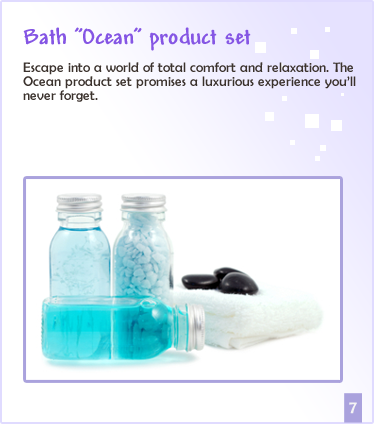 Bath "Ocean" product set
Escape into a world of total comfort and relaxation. The
Ocean product set promises a luxurious experience you'll
never forget.
7